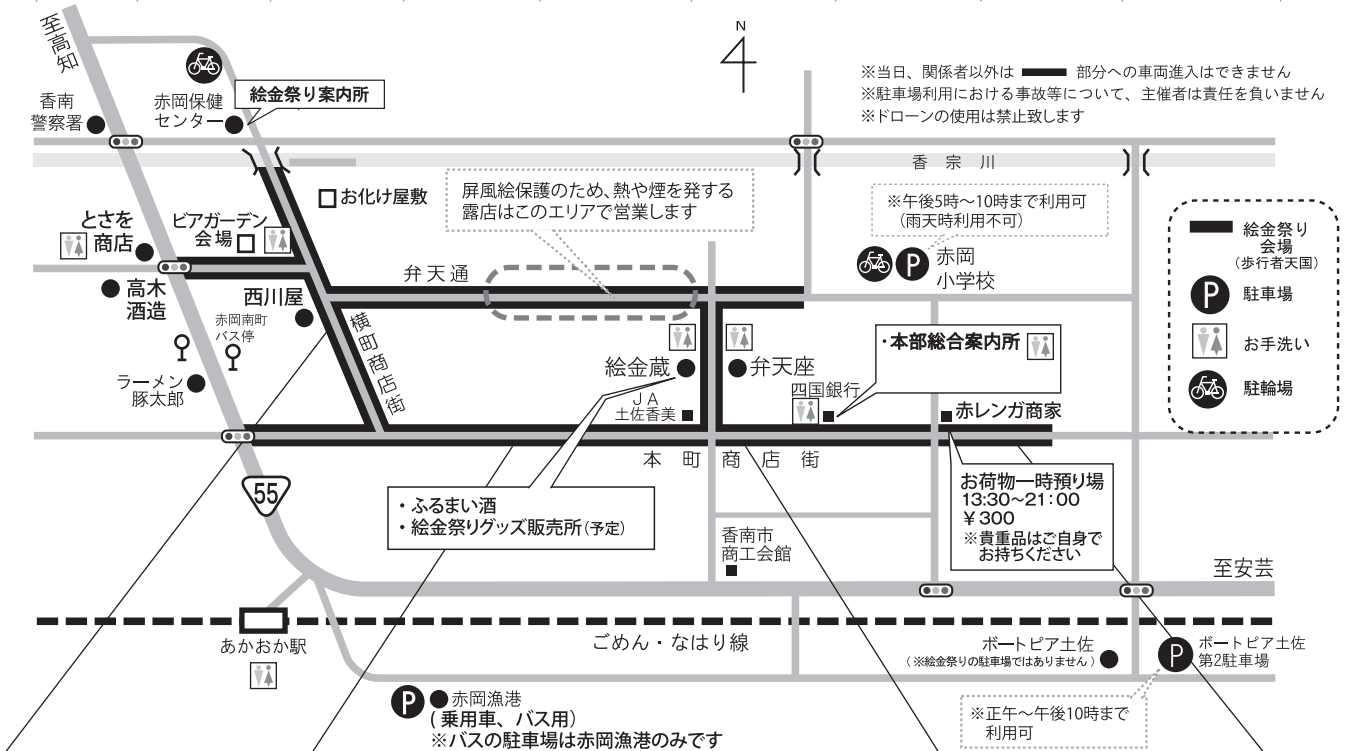 至高知
N
※当日、関係者以外は 部分への車両進入はできません
※駐車場利用における事故等について、主催者は責任を負いません
※ドローンの使用は禁止致します
香南
警察署
赤岡保健
センター
絵金祭り案内所
香宗川
お化け屋敷
屏風絵保護のため、熱や煙を発する
露店はこのエリアで営業します
※午後5時～10時まで利用可
(雨天時利用不可)
P
赤岡
小学校
とさを
商店
ビアガーデン
会場
弁天通
高木
酒造
西川屋
赤岡南町
バス停
横町商店街
ラーメン
豚太郎
絵金蔵
弁天座
・本部総合案内所
JA
土佐香美
四国銀行
赤レンガ商家
本町商店街
絵金祭り
会場
(歩行者天国)
P
駐車場
お手洗い
駐輪場
55
・ふるまい酒
・絵金祭りグッズ販売所(予定)
お荷物一時預り場
13:30～21:00
￥300
※貴重品はご自身で
お持ちください
香南市
商工会館
至安芸
あかおか駅
ごめん・なはり線
ボートピア土佐
(※絵金祭りの駐車場ではありません)
P
ボートピア土佐
第2駐車場
※正午～午後10時まで
利用可
P
赤岡漁港
(乗用車、バス用)
※バスの駐車場は赤岡漁港のみです